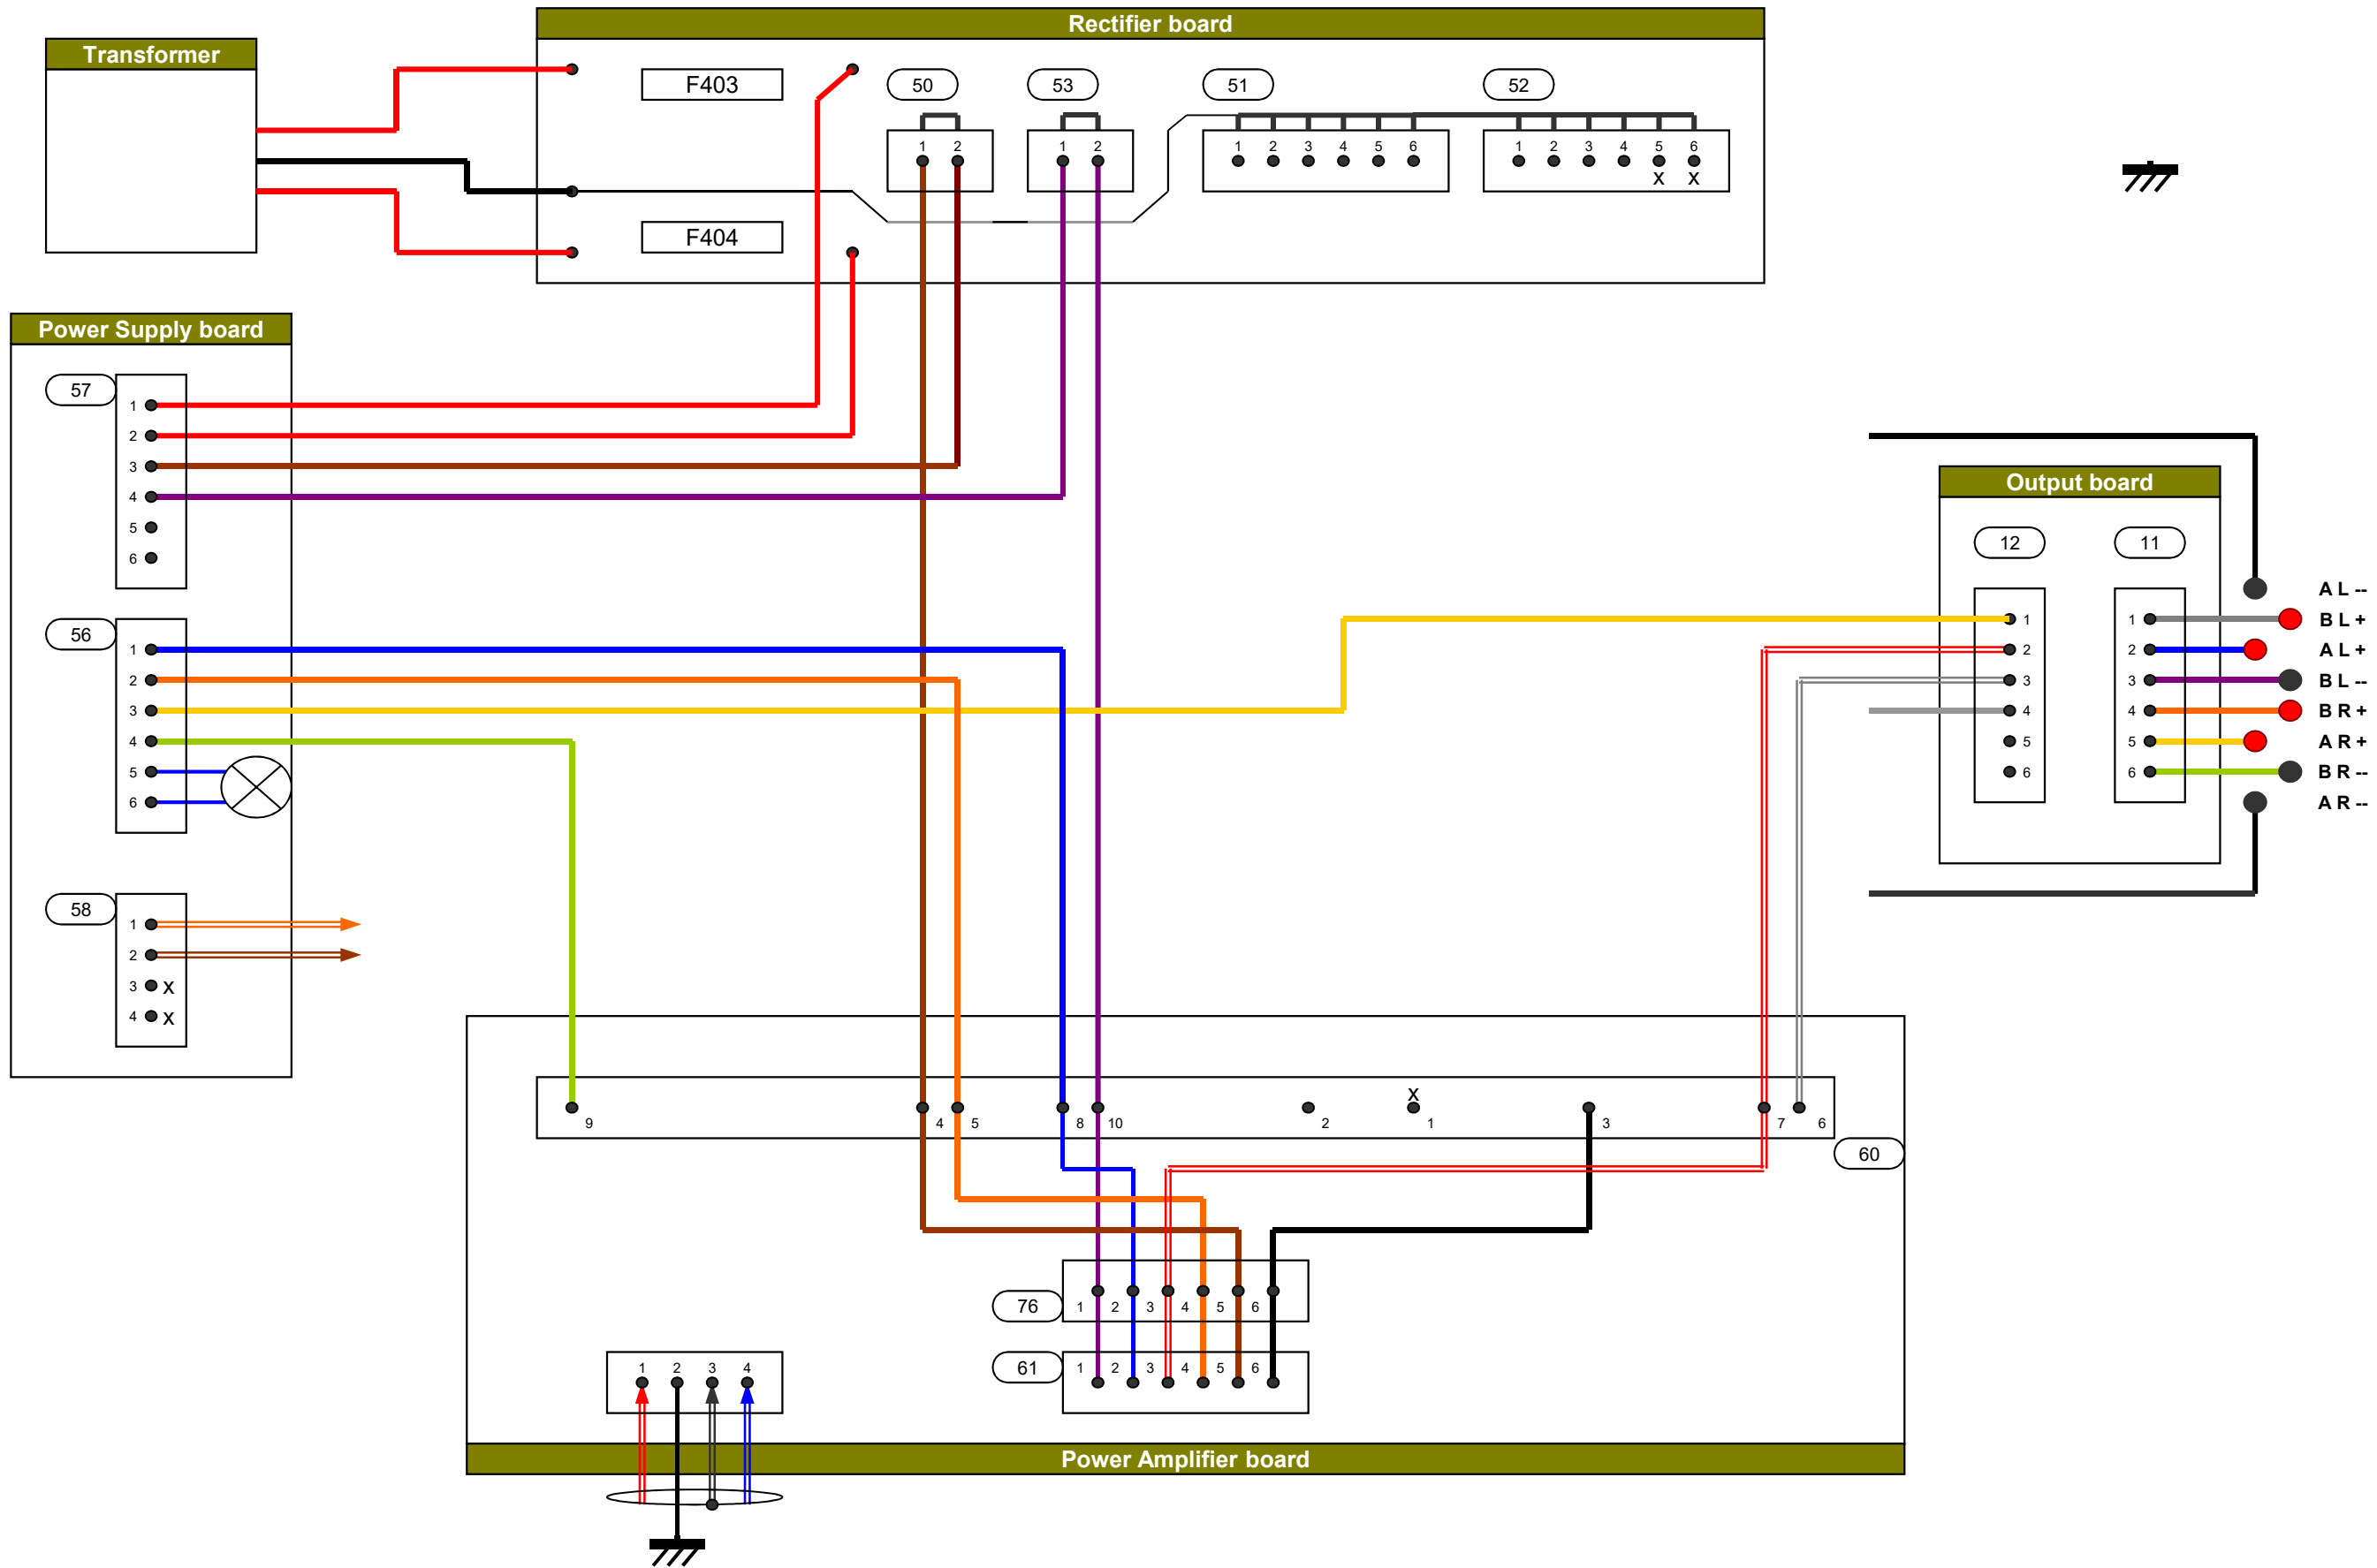 Rectifier board
Transformer
F403
50
53
51
52
1 2
1 2
1 2 3 4 5 6
1 2 3 4 5 6
X X
F404
Power Supply board
57
1
2
3
4
5
6
56
1
2
3
4
5
6
58
1
2
3 X
4 X
Output board
12
11
1
2
3
4
5
6
1
2
3
4
5
6
A L --
B L +
A L +
B L --
B R +
A R +
B R --
A R --
X
9 4 5 8 10 2 1 3 7 6
60
76
1 2 3 4 5 6
61
1 2 3 4 5 6
1 2 3 4
Power Amplifier board